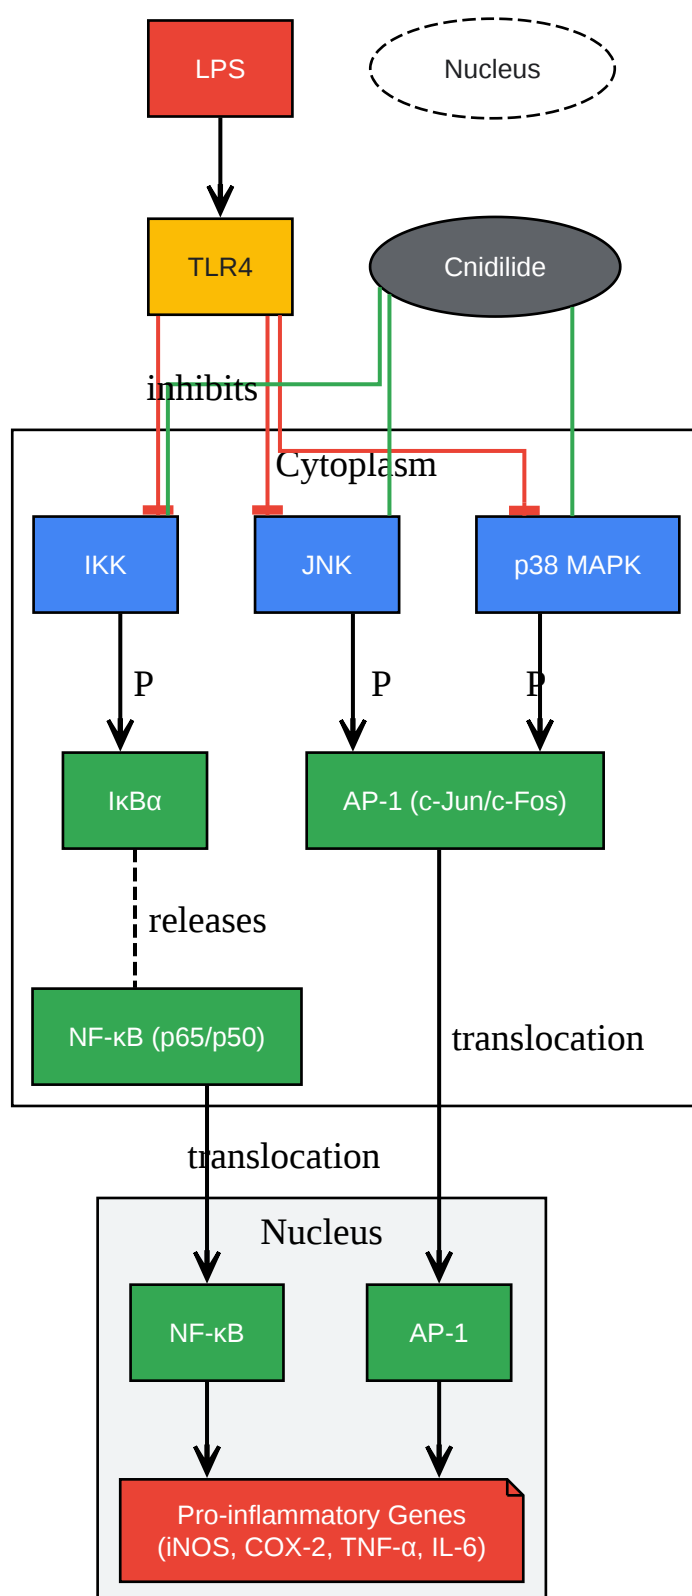 LPS
Nucleus
TLR4
Cnidilide
inhibits
Cytoplasm
IKK
JNK
p38 MAPK
P
P
P
IκBα
AP-1 (c-Jun/c-Fos)
releases
NF-κB (p65/p50)
translocation
translocation
Nucleus
NF-κB
AP-1
Pro-inflammatory Genes
(iNOS, COX-2, TNF-α, IL-6)